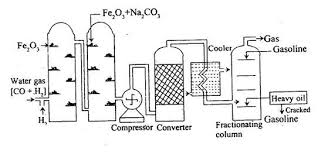 Fe₂O₃+Na₂CO₃
Fe₂O₃
Water gas
[CO + H₂]
H₂
Compressor
Converter
Cooler
Fractionating
column
Gas
Gasoline
Heavy oil
Cracked
Gasoline